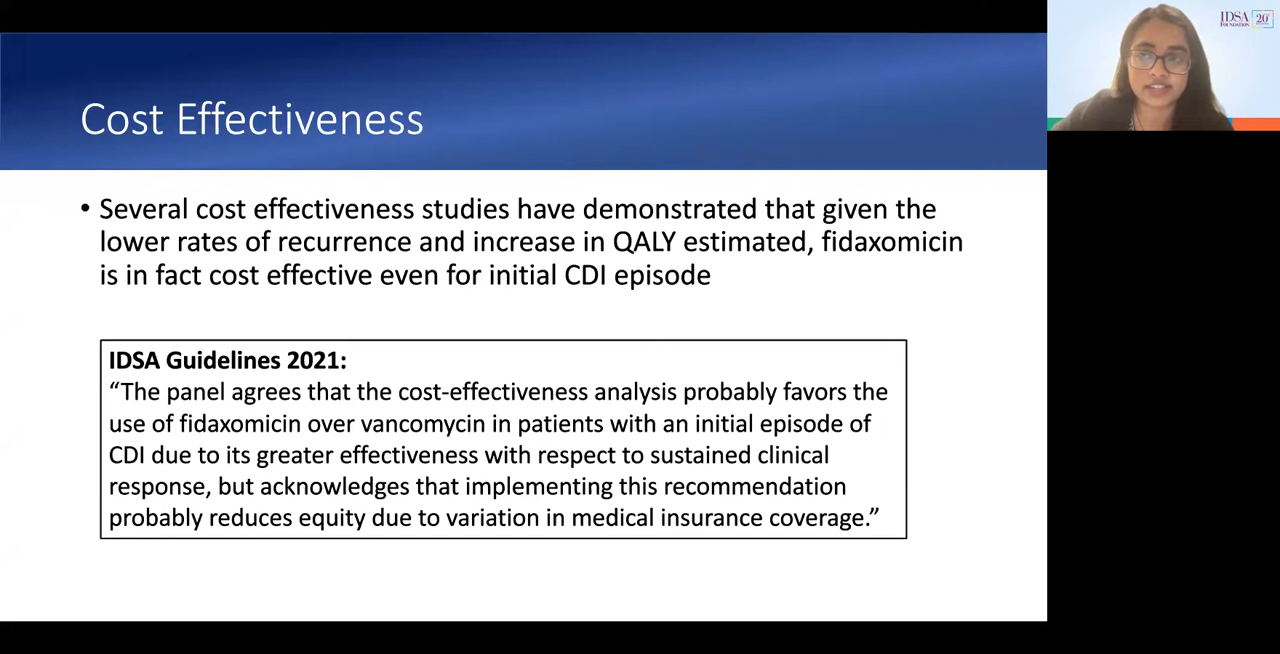 Cost Effectiveness
• Several cost effectiveness studies have demonstrated that given the
lower rates of recurrence and increase in QALY estimated, fidaxomicin
is in fact cost effective even for initial CDI episode
IDSA Guidelines 2021:
“The panel agrees that the cost-effectiveness analysis probably favors the
use of fidaxomicin over vancomycin in patients with an initial episode of
CDI due to its greater effectiveness with respect to sustained clinical
response, but acknowledges that implementing this recommendation
probably reduces equity due to variation in medical insurance coverage.”
IDSA
FOUNDATION
20